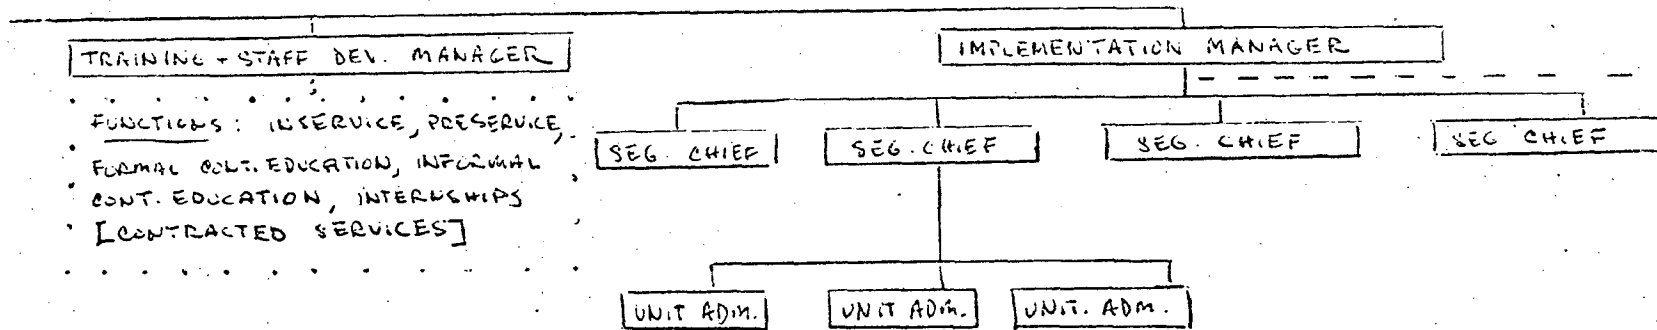 TRAINING + STAFF DEV. MANAGER
IMPLEMENTATION MANAGER
FUNCTIONS: INSERVICE, PRESERVICE,
FORMAL CONT. EDUCATION, INFORMAL
CONT. EDUCATION, INTERNSHIPS
[CONTRACTED SERVICES]
SEG. CHIEF
SEG. CHIEF
SEG. CHIEF
SEG CHIEF
UNIT ADM.
UNIT ADM.
UNIT. ADM.